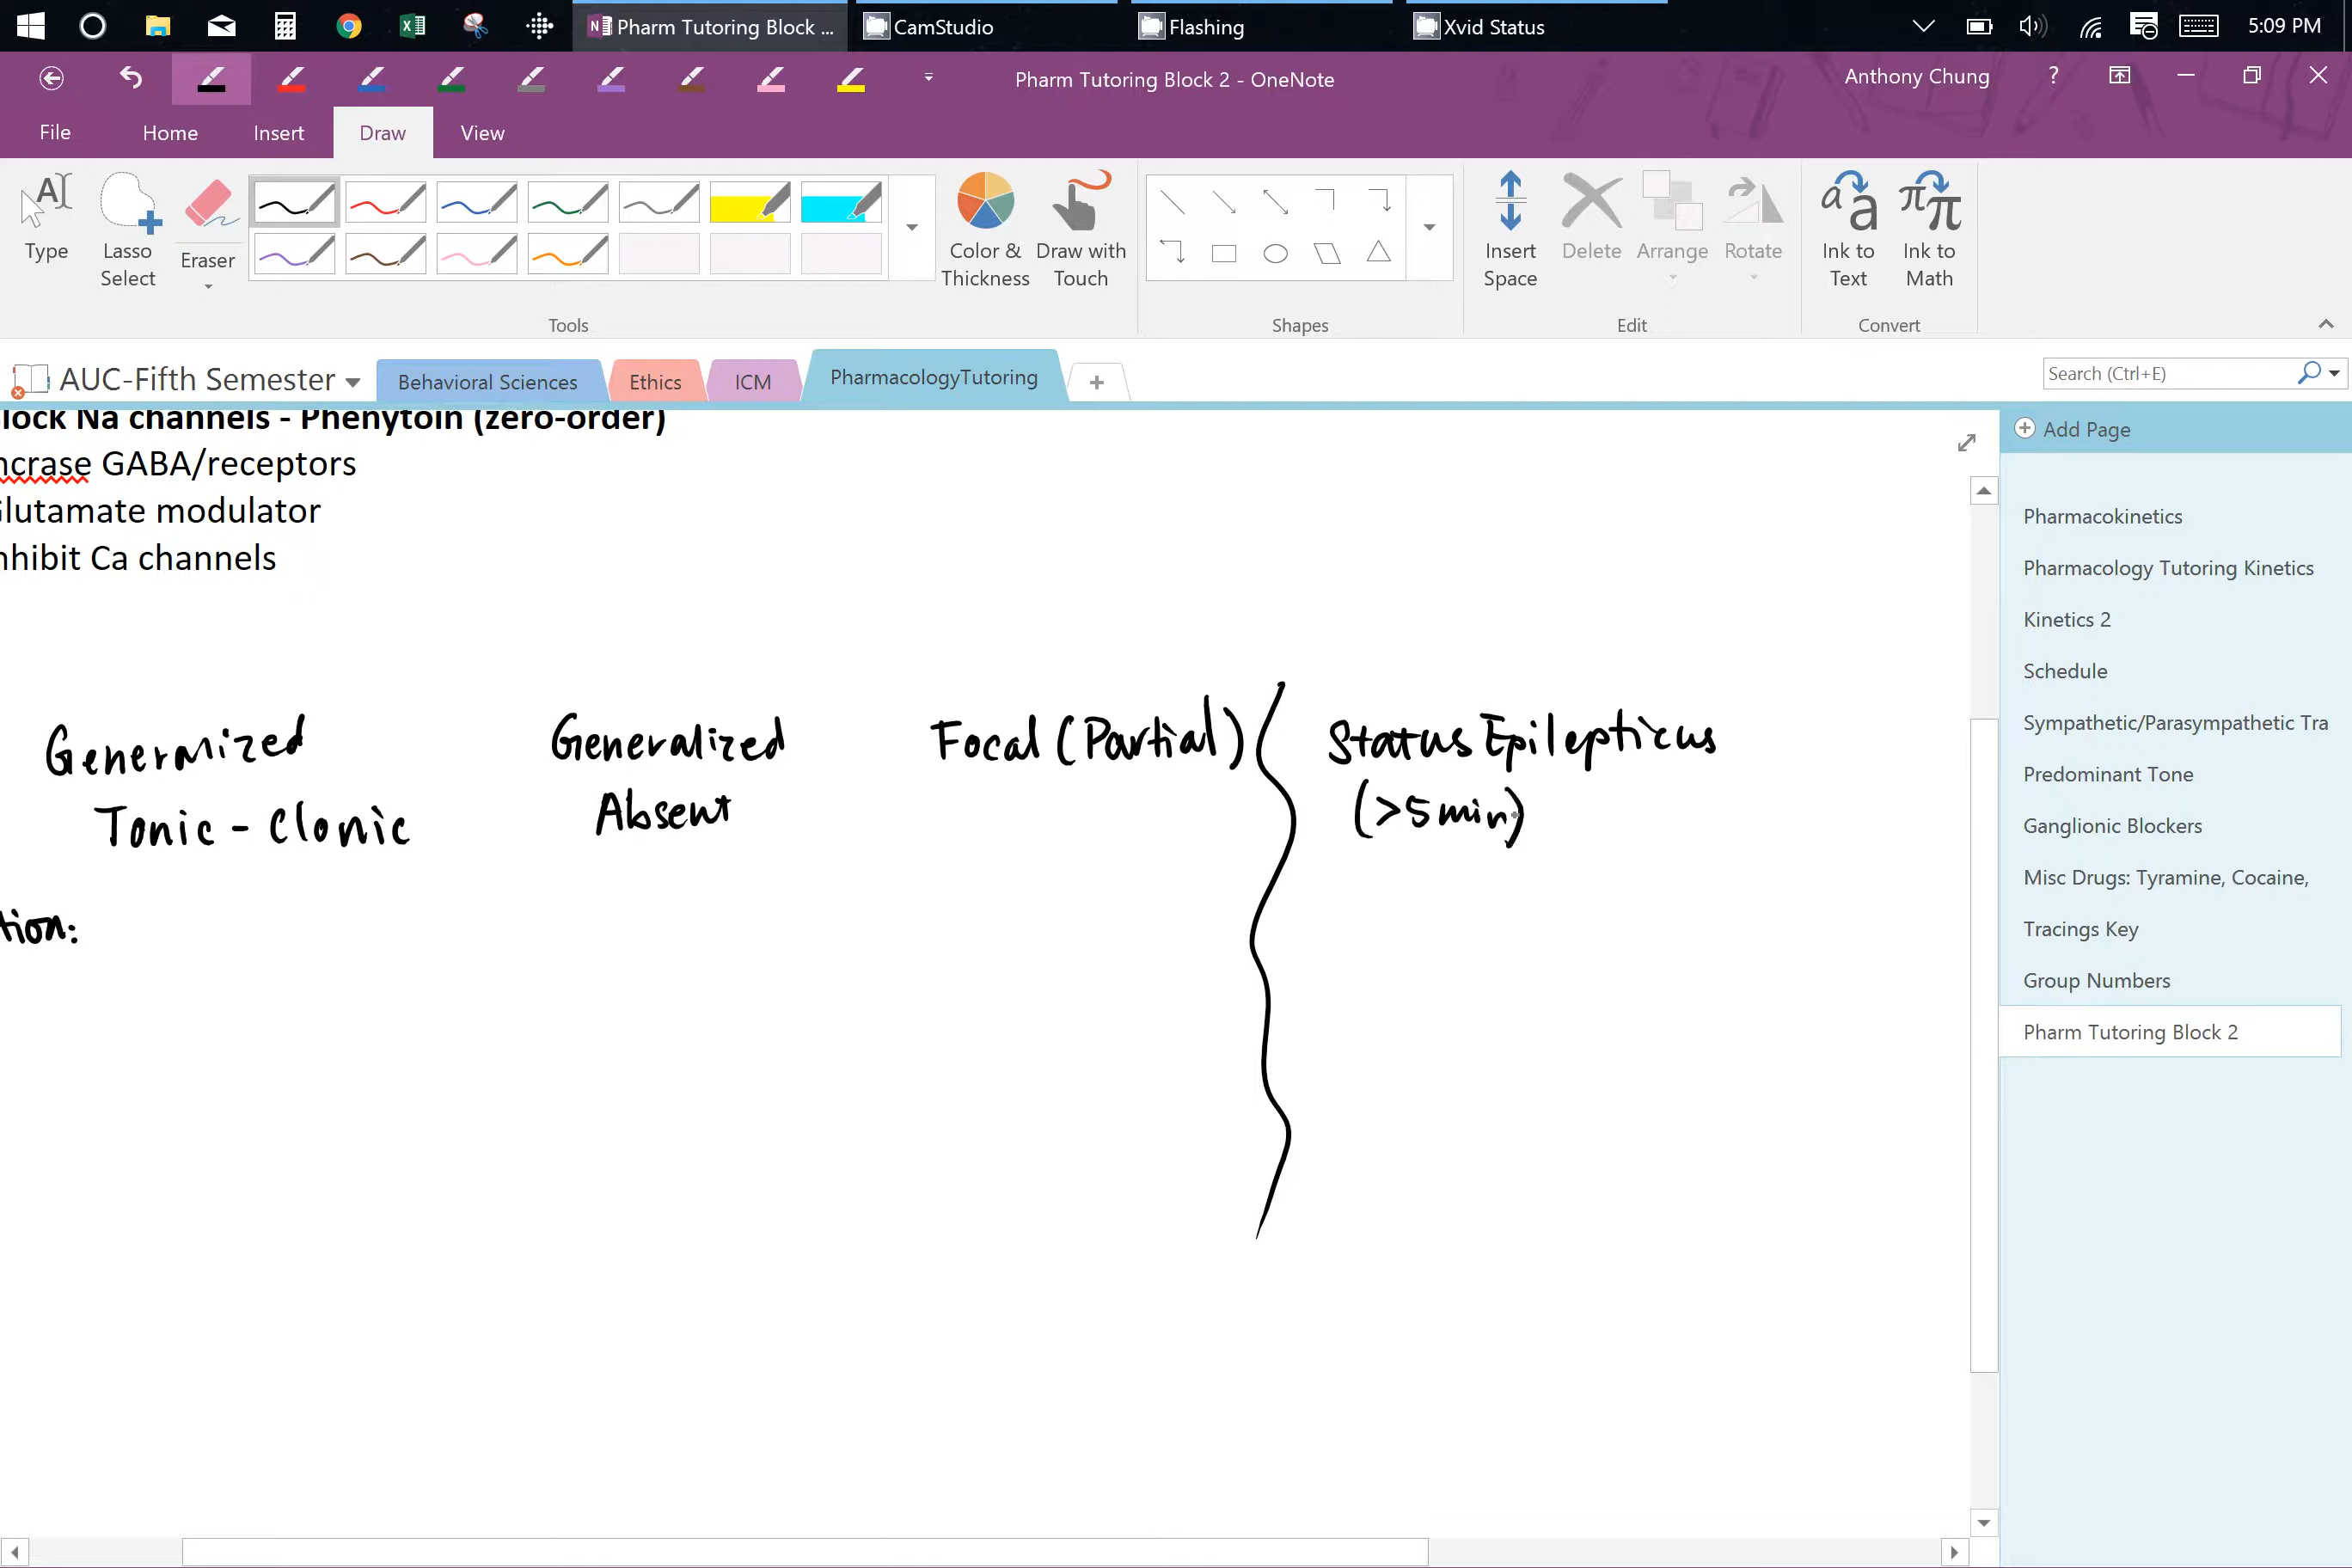 Pharm Tutoring Block ...
CamStudio
Flashing
Xvid Status
5:09 PM
Pharm Tutoring Block 2 - OneNote
Anthony Chung
?
File
Home
Insert
Draw
View
Type
Lasso Select
Eraser
Color & Thickness
Draw with Touch
Insert Space
Delete
Arrange
Rotate
Ink to Text
Ink to Math
Tools
Shapes
Edit
Convert
AUC-Fifth Semester
Behavioral Sciences
Ethics
ICM
PharmacologyTutoring
Search (Ctrl+E)
lock Na channels - Phenytoin (zero-order)
ncrase GABA/receptors
Glutamate modulator
nhibit Ca channels
Generalized
Tonic - Clonic
Generalized
Absent
Focal (Partial)
Status Epilepticus
(>5 min)
tion:
Add Page
Pharmacokinetics
Pharmacology Tutoring Kinetics
Kinetics 2
Schedule
Sympathetic/Parasympathetic Tra
Predominant Tone
Ganglionic Blockers
Misc Drugs: Tyramine, Cocaine,
Tracings Key
Group Numbers
Pharm Tutoring Block 2